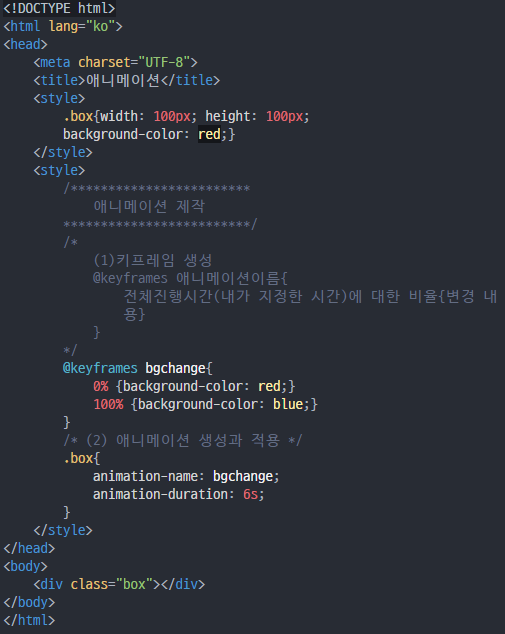 <!DOCTYPE html>
<html lang="ko">
<head>
    <meta charset="UTF-8">
    <title>애니메이션</title>
    <style>
        .box{width: 100px; height: 100px;
        background-color: red;}
    </style>
    <style>
        /************************
            애니메이션 제작
        *************************/
        /*
            (1)키프레임 생성
            @keyframes 애니메이션이름{
                전체진행시간(내가 지정한 시간)에 대한 비율{변경 내
                용}
            }
        */
        @keyframes bgchange{
            0% {background-color: red;}
            100% {background-color: blue;}
        }
        /* (2) 애니메이션 생성과 적용 */
        .box{
            animation-name: bgchange;
            animation-duration: 6s;
        }
    </style>
</head>
<body>
    <div class="box"></div>
</body>
</html>